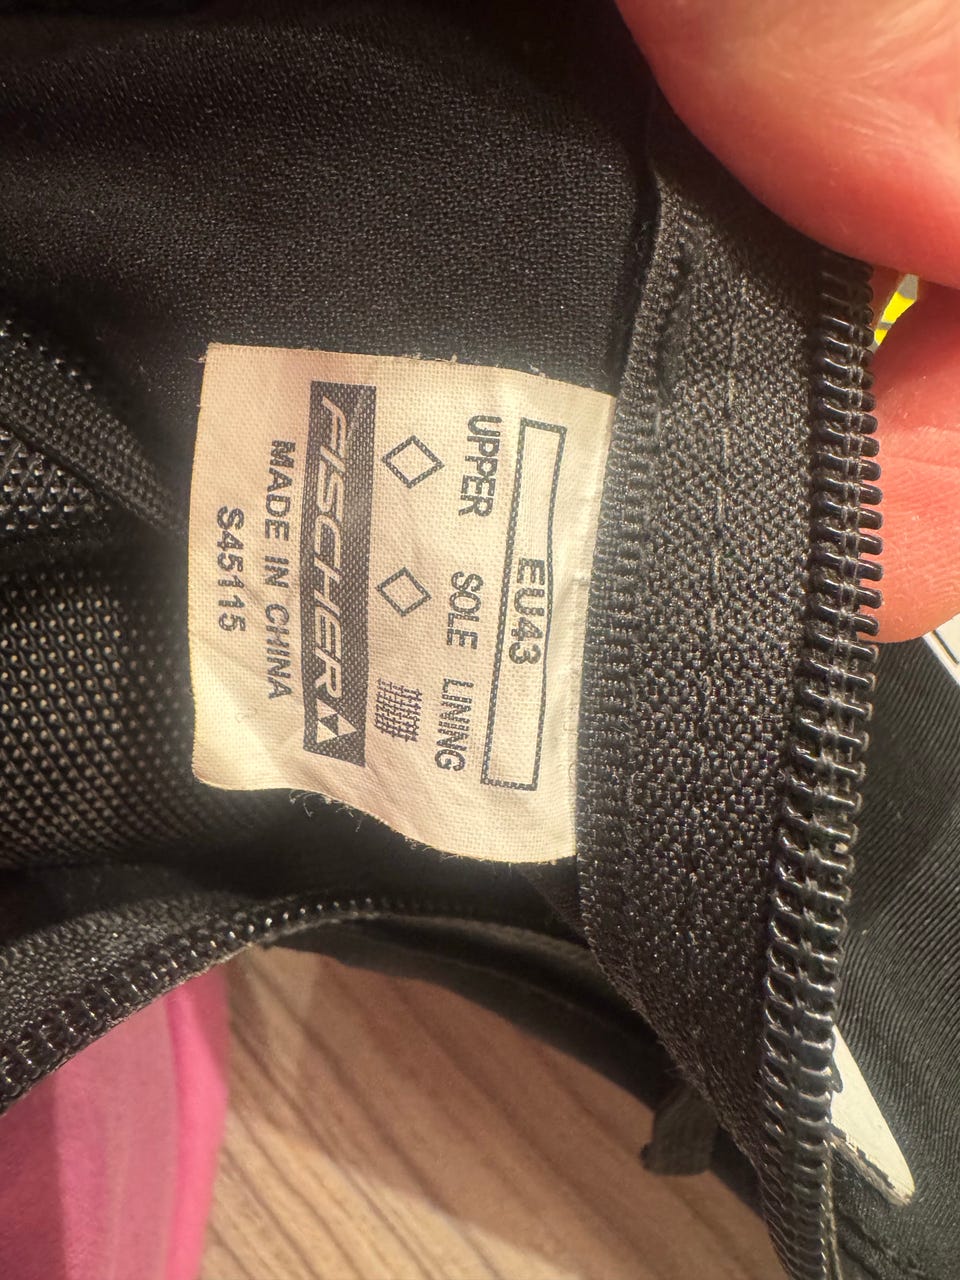 EU43
UPPER SOLE LINING
FISCHER
MADE IN CHINA
S45115